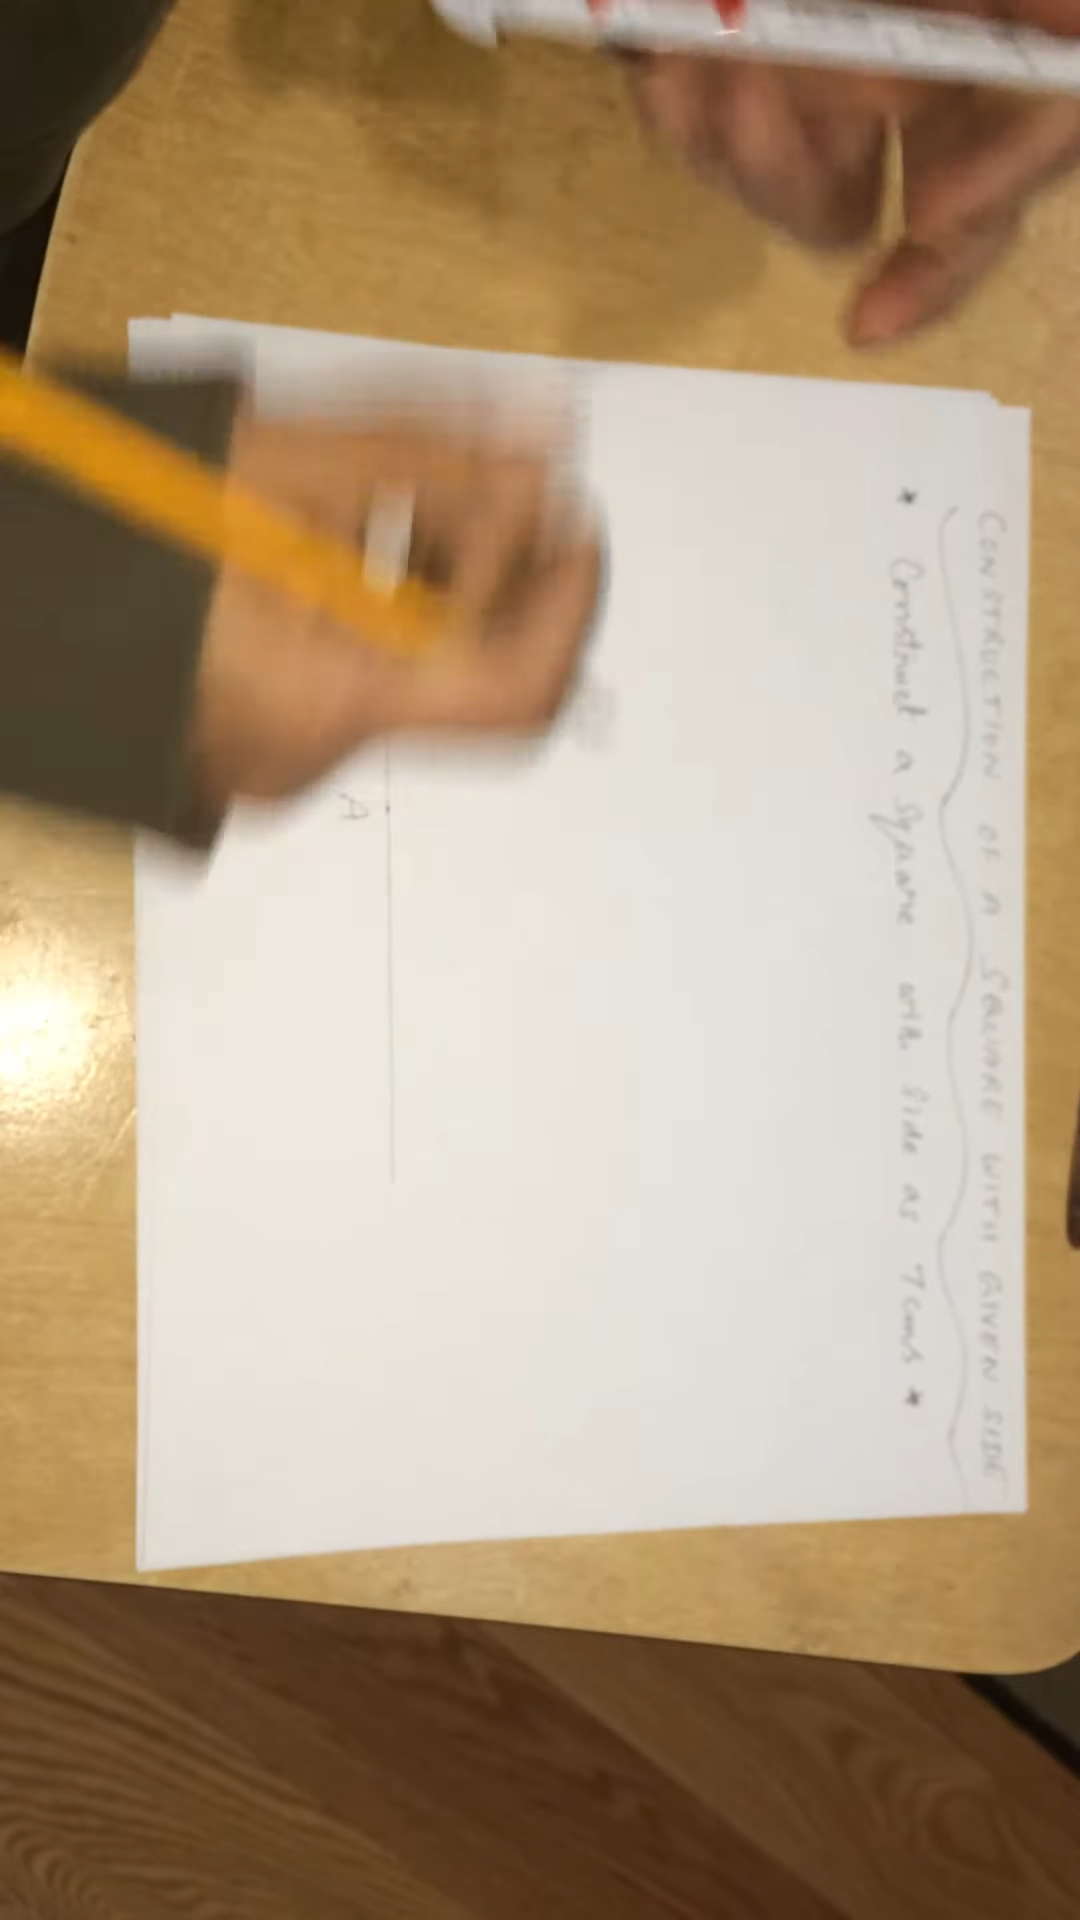 CONSTRUCTION OF A SQUARE WITH GIVEN SIDE
* Construct a square with side as 7cms *
A